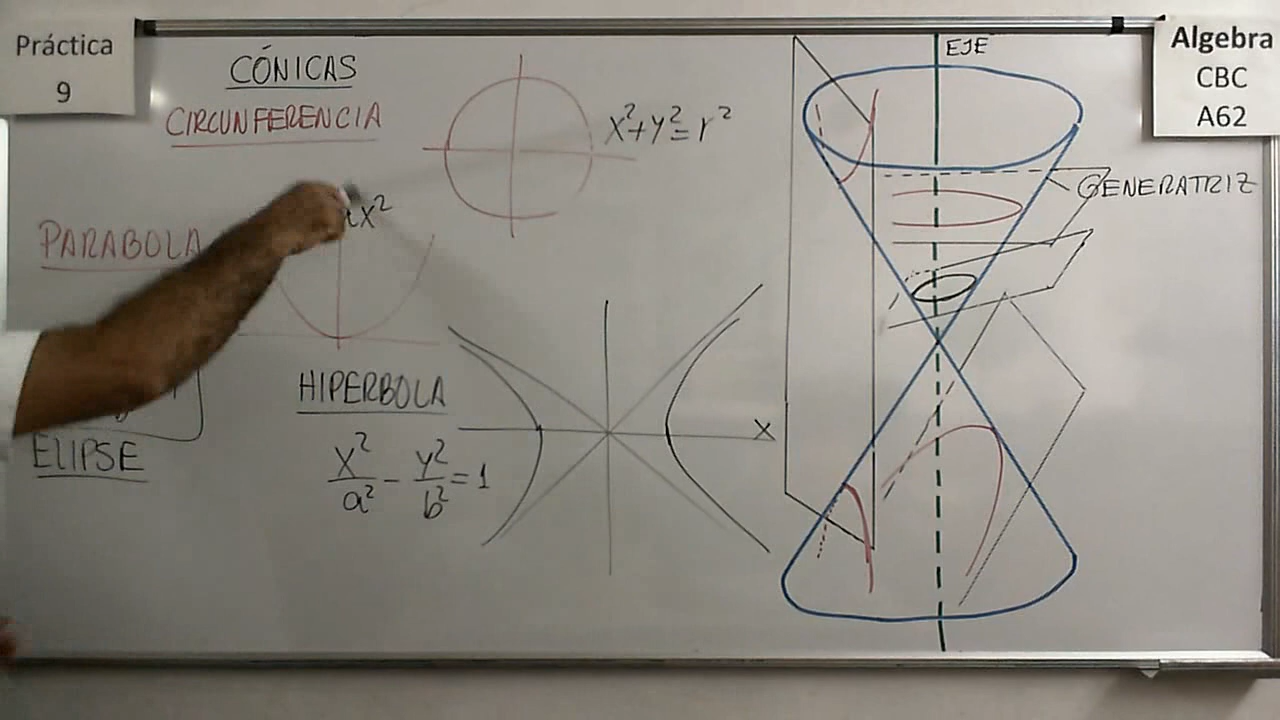 Práctica
9
CÓNICAS
CIRCUNFERENCIA
x²+y²=r²
PARABOLA
x²
HIPERBOLA
x²/a² - y²/b² = 1
ELIPSE
X
EJE
GENERATRIZ
Algebra
CBC
A62